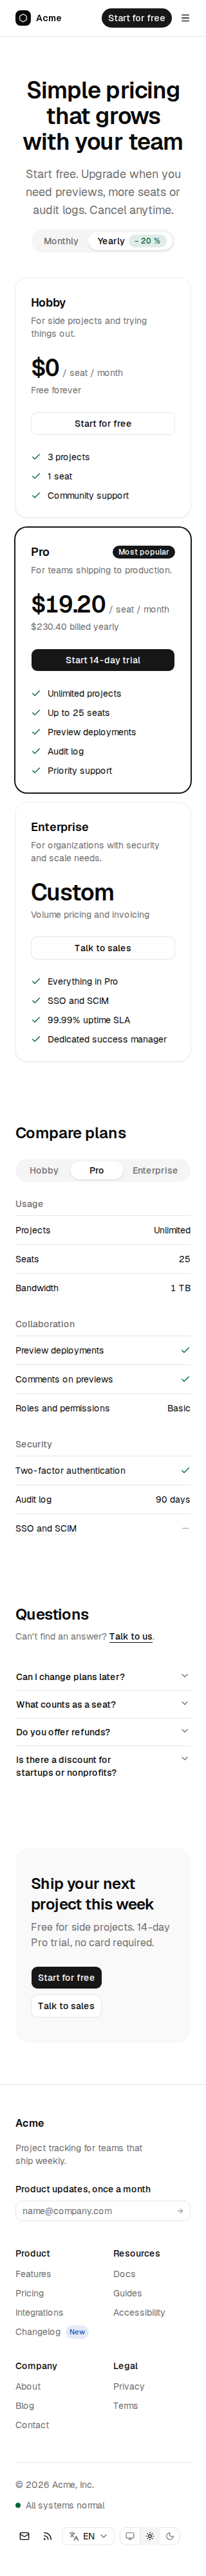 Acme
Start for free
Simple pricing
that grows
with your team
Start free. Upgrade when you
need previews, more seats or
audit logs. Cancel anytime.
Monthly
Yearly
− 20 %
Hobby
For side projects and trying
things out.
$0 / seat / month
Free forever
Start for free
3 projects
1 seat
Community support
Pro
Most popular
For teams shipping to production.
$19.20 / seat / month
$230.40 billed yearly
Start 14-day trial
Unlimited projects
Up to 25 seats
Preview deployments
Audit log
Priority support
Enterprise
For organizations with security
and scale needs.
Custom
Volume pricing and invoicing
Talk to sales
Everything in Pro
SSO and SCIM
99.99% uptime SLA
Dedicated success manager
Compare plans
Hobby
Pro
Enterprise
Usage
Projects Unlimited
Seats 25
Bandwidth 1 TB
Collaboration
Preview deployments
Comments on previews
Roles and permissions Basic
Security
Two-factor authentication
Audit log 90 days
SSO and SCIM —
Questions
Can't find an answer? Talk to us.
Can I change plans later?
What counts as a seat?
Do you offer refunds?
Is there a discount for
startups or nonprofits?
Ship your next
project this week
Free for side projects. 14-day
Pro trial, no card required.
Start for free
Talk to sales
Acme
Project tracking for teams that
ship weekly.
Product updates, once a month
name@company.com
Product
Features
Pricing
Integrations
Changelog New
Resources
Docs
Guides
Accessibility
Company
About
Blog
Contact
Legal
Privacy
Terms
© 2026 Acme, Inc.
All systems normal
EN